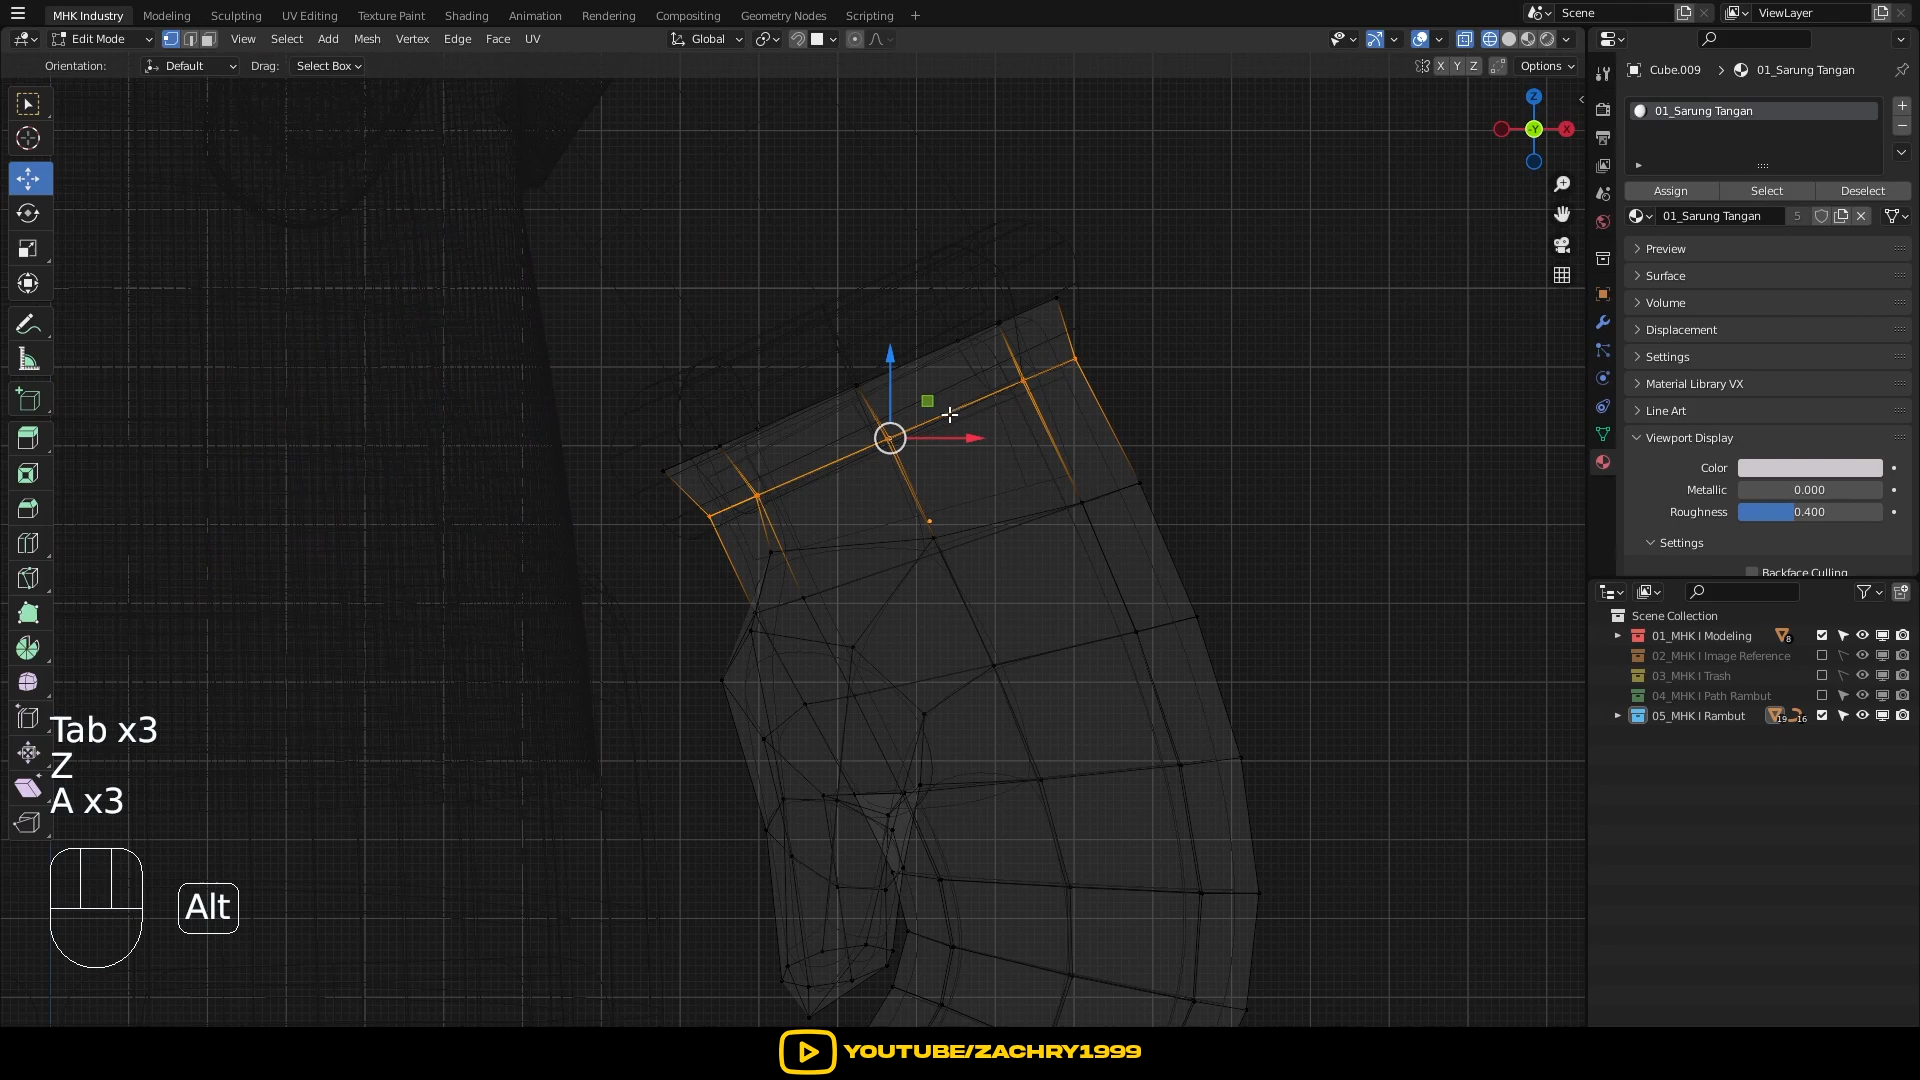 MHK Industry Modeling Sculpting UV Editing Texture Paint Shading Animation Rendering Compositing Geometry Nodes Scripting + Scene ViewLayer
Edit Mode View Select Add Mesh Vertex Edge Face UV Global
Orientation: Default Drag: Select Box X Y Z Options
Cube.009 > 01_Sarung Tangan
01_Sarung Tangan
Assign Select Deselect
01_Sarung Tangan 5
Preview
Surface
Volume
Displacement
Settings
Material Library VX
Line Art
Viewport Display
Color
Metallic 0.000
Roughness 0.400
Settings
Backface Culling
Z
-Y
X
Scene Collection
01_MHK I Modeling 8
02_MHK I Image Reference
03_MHK I Trash
04_MHK I Path Rambut
05_MHK I Rambut 19 16
Tab x3
Z
A x3
Alt
YOUTUBE/ZACHRY1999